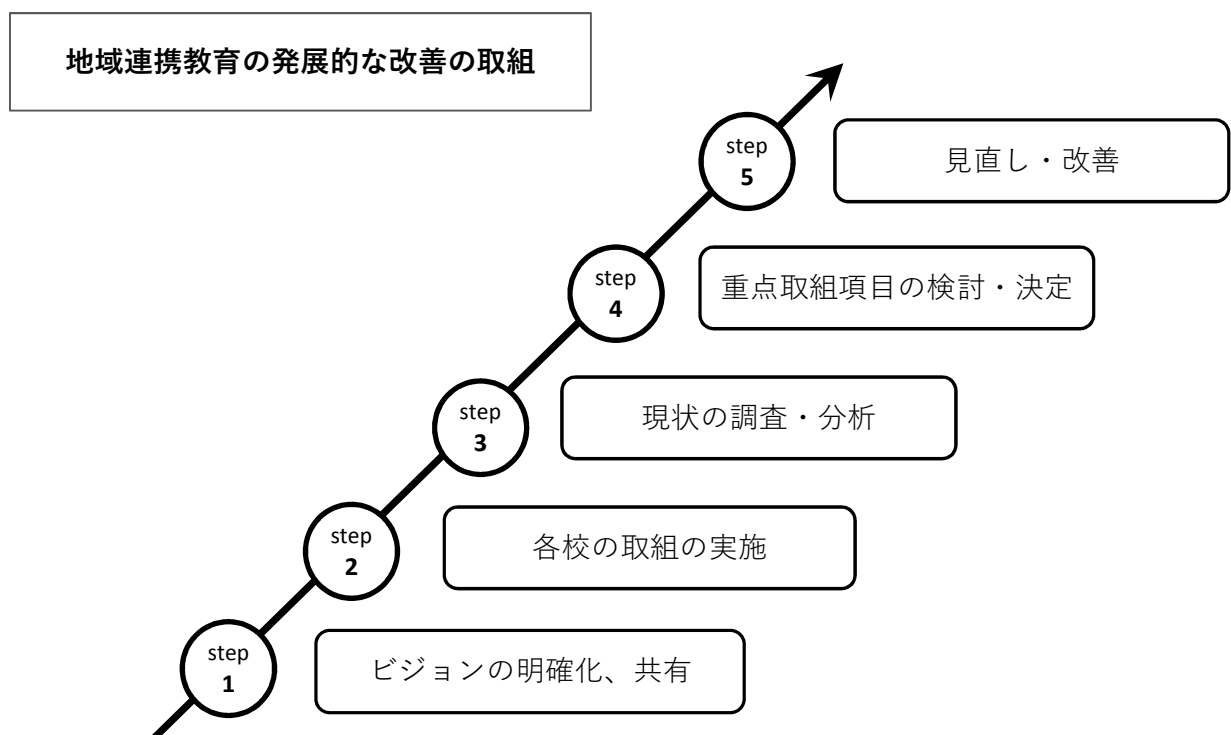 地域連携教育の発展的な改善の取組
step
5
見直し・改善
step
4
重点取組項目の検討・決定
step
3
現状の調査・分析
step
2
各校の取組の実施
step
1
ビジョンの明確化、共有